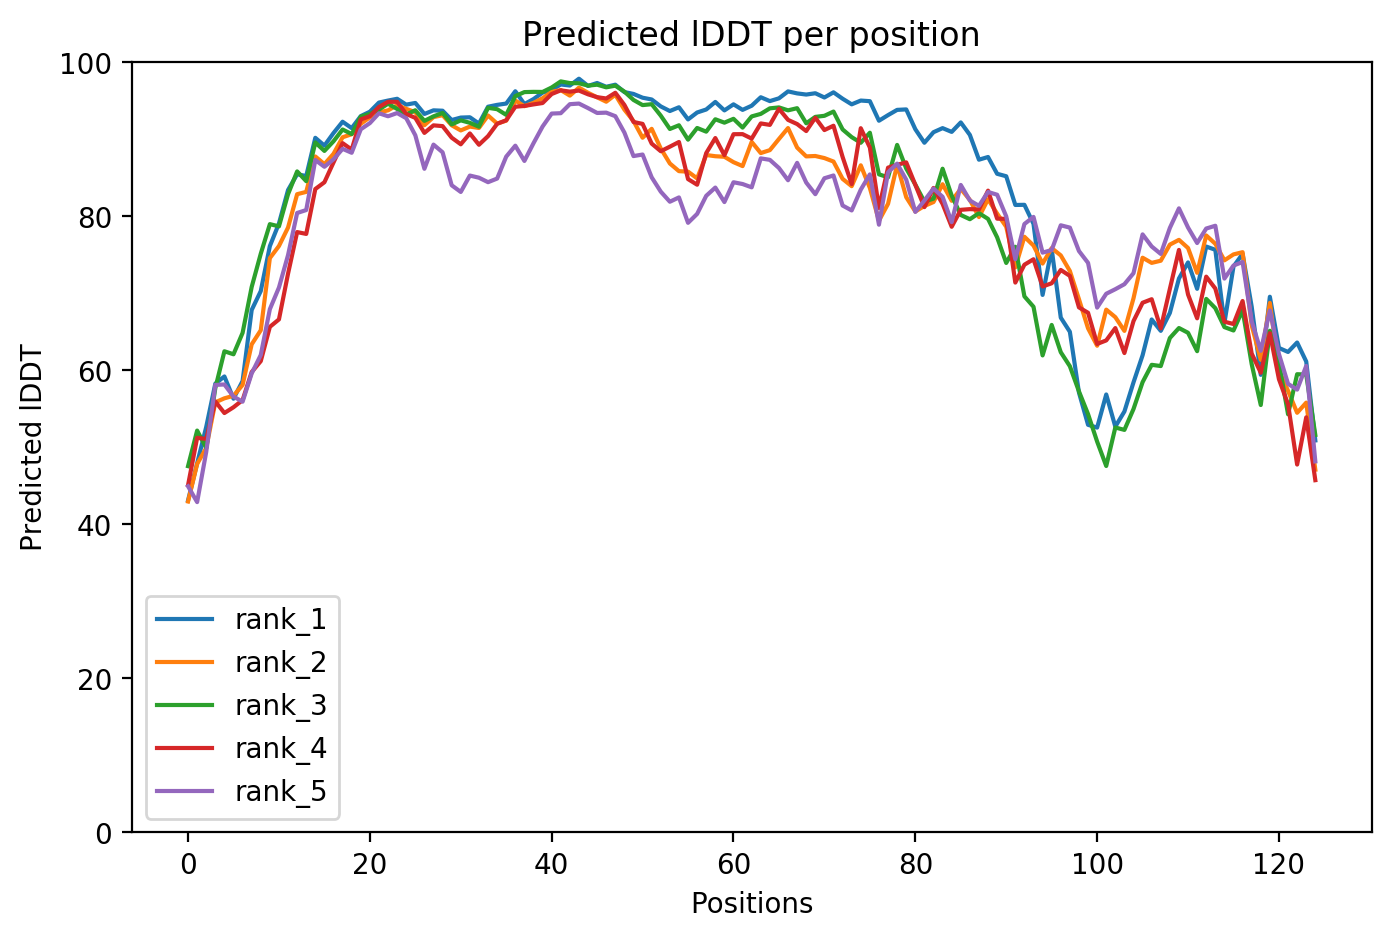 Predicted lDDT per position
Predicted lDDT
100
80
60
40
20
0
rank_1
rank_2
rank_3
rank_4
rank_5
0 20 40 60 80 100 120
Positions